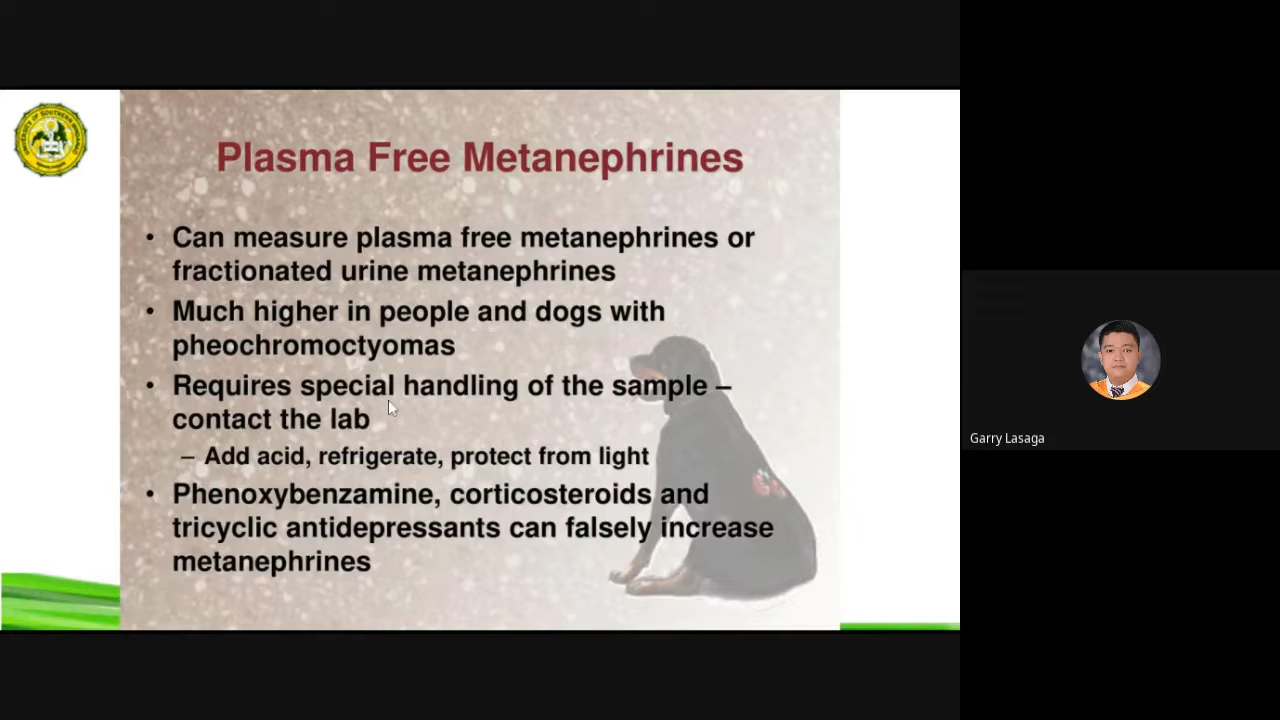 Plasma Free Metanephrines
• Can measure plasma free metanephrines or
fractionated urine metanephrines
• Much higher in people and dogs with
pheochromoctyomas
• Requires special handling of the sample –
contact the lab
– Add acid, refrigerate, protect from light
• Phenoxybenzamine, corticosteroids and
tricyclic antidepressants can falsely increase
metanephrines
Garry Lasaga